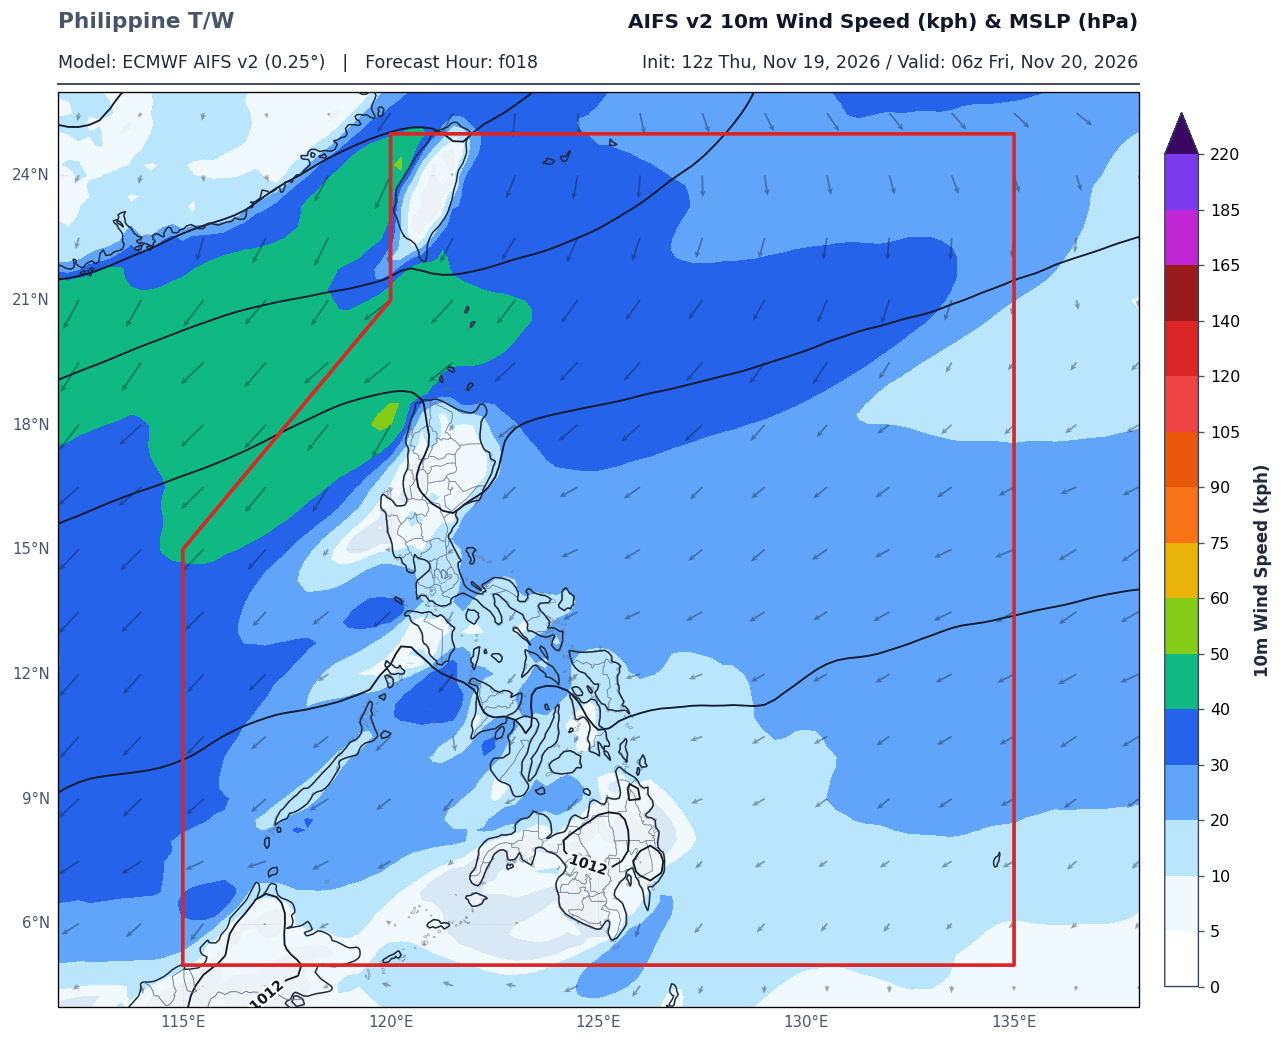 Philippine T/W
AIFS v2 10m Wind Speed (kph) & MSLP (hPa)
Model: ECMWF AIFS v2 (0.25°)   |   Forecast Hour: f018
Init: 12z Thu, Nov 19, 2026 / Valid: 06z Fri, Nov 20, 2026
24°N
21°N
18°N
15°N
12°N
9°N
6°N
1012
1012
115°E
120°E
125°E
130°E
135°E
220
185
165
140
120
105
90
75
60
50
40
30
20
10
5
0
10m Wind Speed (kph)